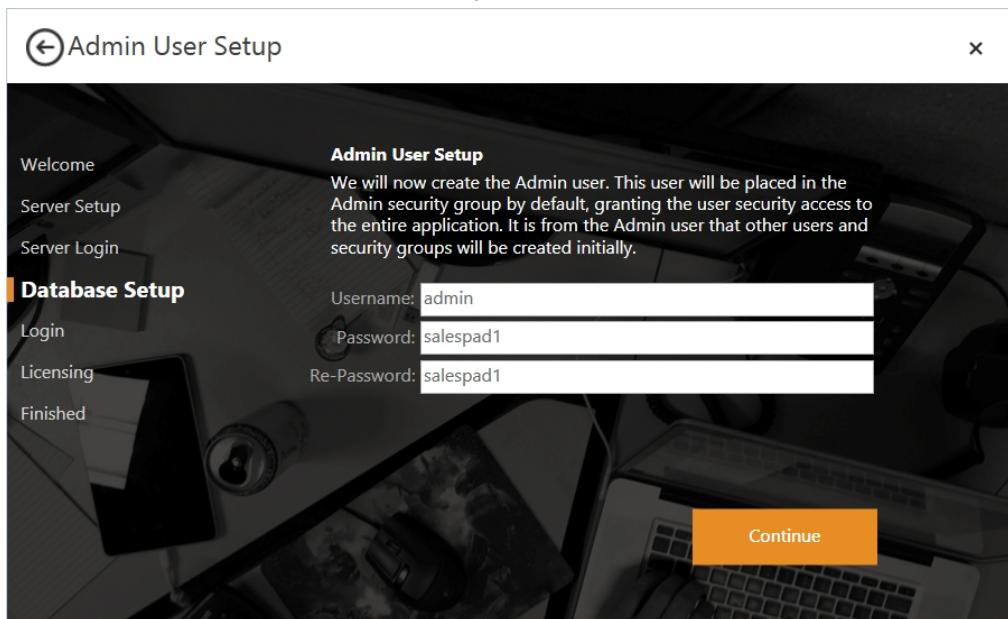 Admin User Setup
Welcome
Server Setup
Server Login
Database Setup
Login
Licensing
Finished
Admin User Setup
We will now create the Admin user. This user will be placed in the
Admin security group by default, granting the user security access to
the entire application. It is from the Admin user that other users and
security groups will be created initially.
Username: admin
Password: salespad1
Re-Password: salespad1
Continue